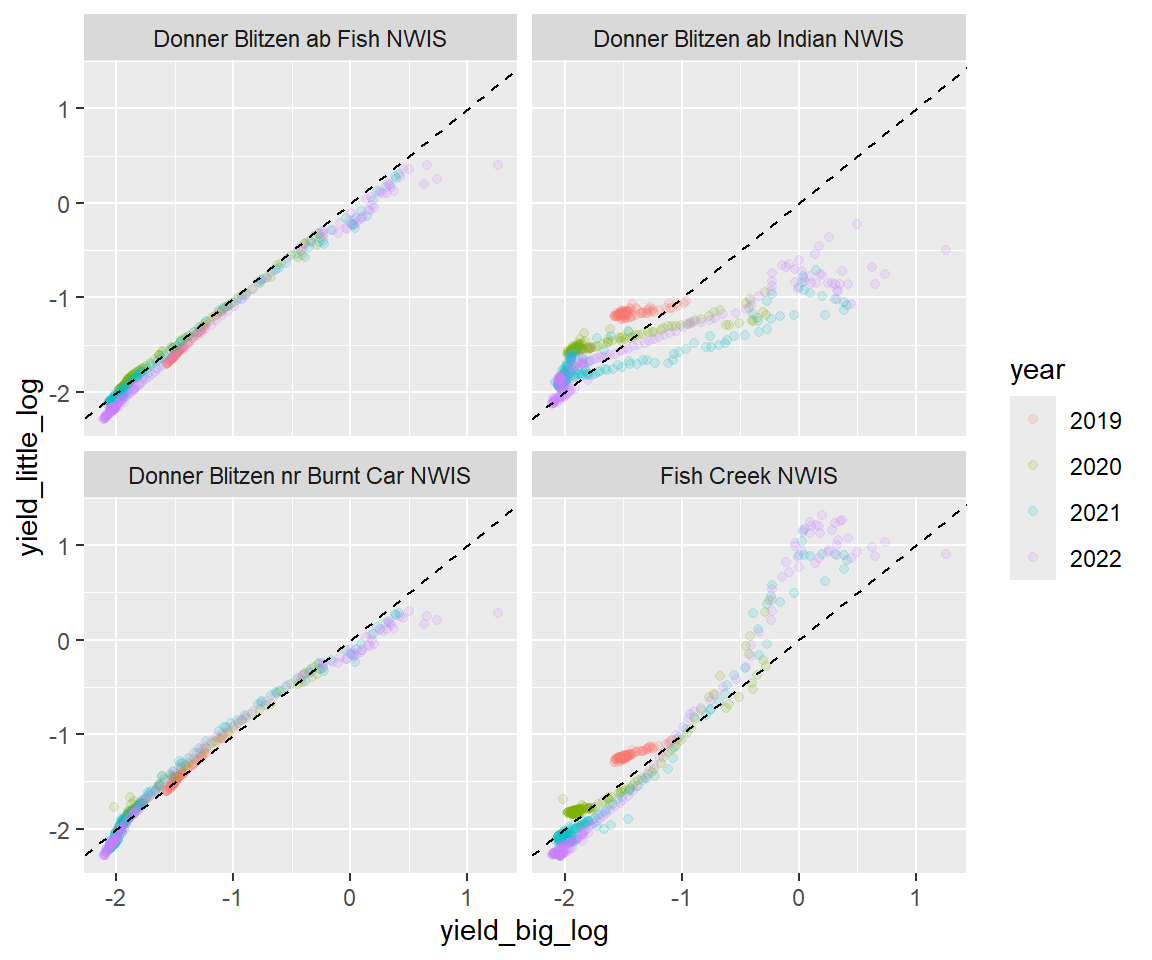 Donner Blitzen ab Fish NWIS
Donner Blitzen ab Indian NWIS
1
0
-1
-2
Donner Blitzen nr Burnt Car NWIS
Fish Creek NWIS
1
0
-1
-2
-2
-1
0
1
-2
-1
0
1
yield_big_log
yield_little_log
year
2019
2020
2021
2022